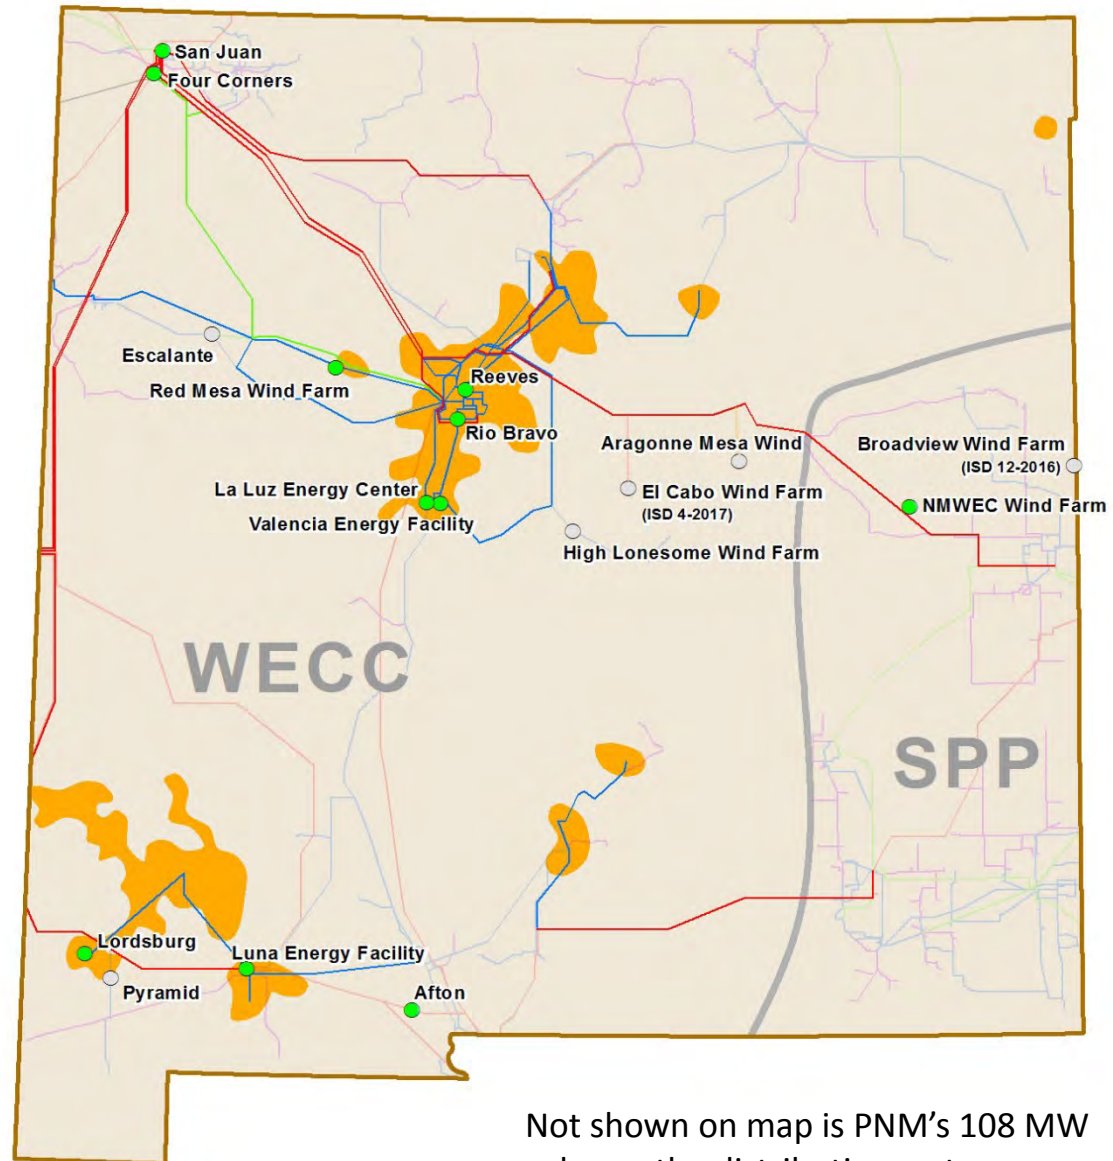 San Juan
Four Corners
Escalante
Red Mesa Wind Farm
Reeves
Rio Bravo
Aragonne Mesa Wind
Broadview Wind Farm
(ISD 12-2016)
La Luz Energy Center
El Cabo Wind Farm
(ISD 4-2017)
NMWEC Wind Farm
Valencia Energy Facility
High Lonesome Wind Farm
WECC
SPP
Lordsburg
Luna Energy Facility
Pyramid
Afton
Not shown on map is PNM’s 108 MW